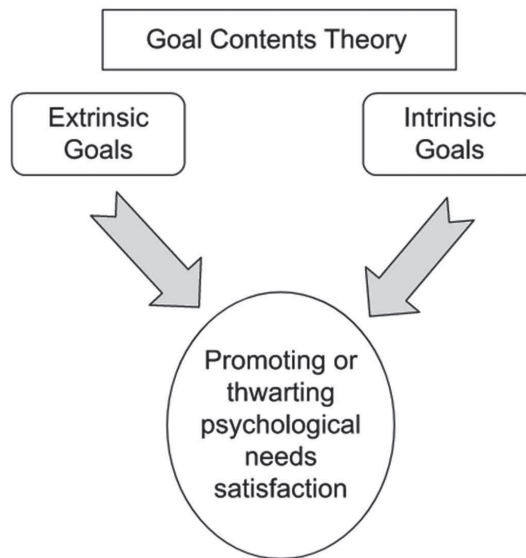 Goal Contents Theory
Extrinsic
Goals
Intrinsic
Goals
Promoting or
thwarting
psychological
needs
satisfaction